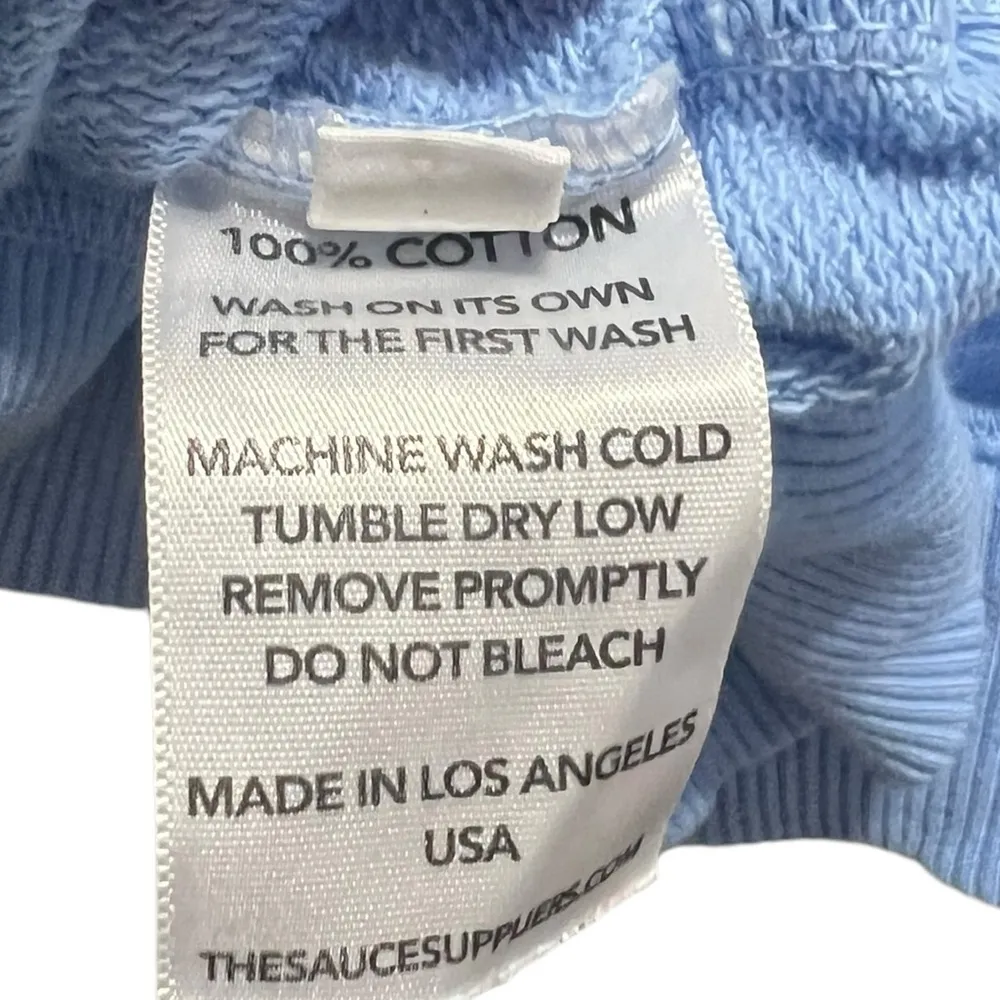 100% COTTON
WASH ON ITS OWN
FOR THE FIRST WASH
MACHINE WASH COLD
TUMBLE DRY LOW
REMOVE PROMPTLY
DO NOT BLEACH
MADE IN LOS ANGELES
USA
THESAUCESUPPLIERS.COM